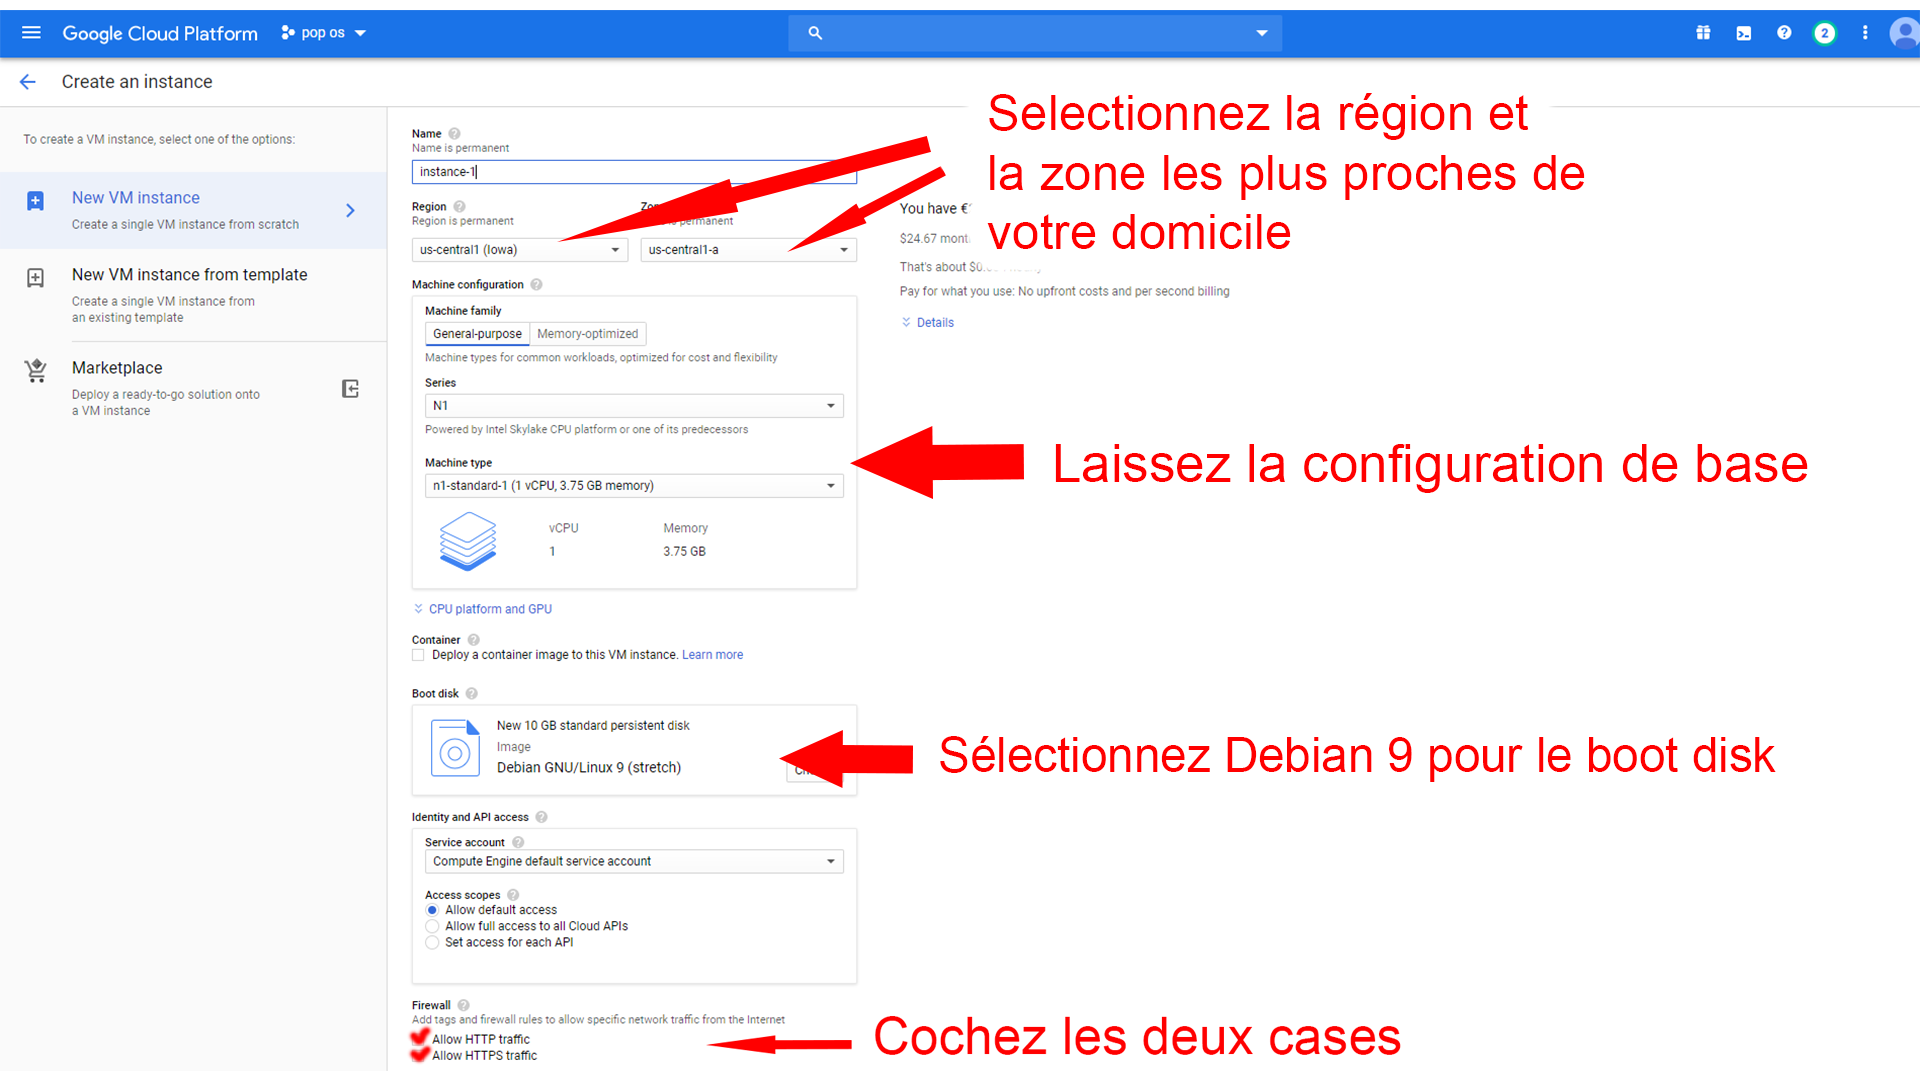 Google Cloud Platform
pop os
2
Create an instance
To create a VM instance, select one of the options:
New VM instance
Create a single VM instance from scratch
New VM instance from template
Create a single VM instance from
an existing template
Marketplace
Deploy a ready-to-go solution onto
a VM instance
Name
Name is permanent
instance-1
Region
Region is permanent
us-central1 (Iowa)
permanent
us-central1-a
Selectionnez la région et
la zone les plus proches de
votre domicile
You have
$24.67
That's about
Pay for what you use: No upfront costs and per second billing
Details
Machine configuration
Machine family
General-purpose
Memory-optimized
Machine types for common workloads, optimized for cost and flexibility
Series
N1
Powered by Intel Skylake CPU platform or one of its predecessors
Machine type
n1-standard-1 (1 vCPU, 3.75 GB memory)
vCPU Memory
1 3.75 GB
Laissez la configuration de base
CPU platform and GPU
Container
Deploy a container image to this VM instance. Learn more
Boot disk
New 10 GB standard persistent disk
Image
Debian GNU/Linux 9 (stretch)
Sélectionnez Debian 9 pour le boot disk
Identity and API access
Service account
Compute Engine default service account
Access scopes
Allow default access
Allow full access to all Cloud APIs
Set access for each API
Firewall
Add tags and firewall rules to allow specific network traffic from the Internet
Allow HTTP traffic
Allow HTTPS traffic
Cochez les deux cases